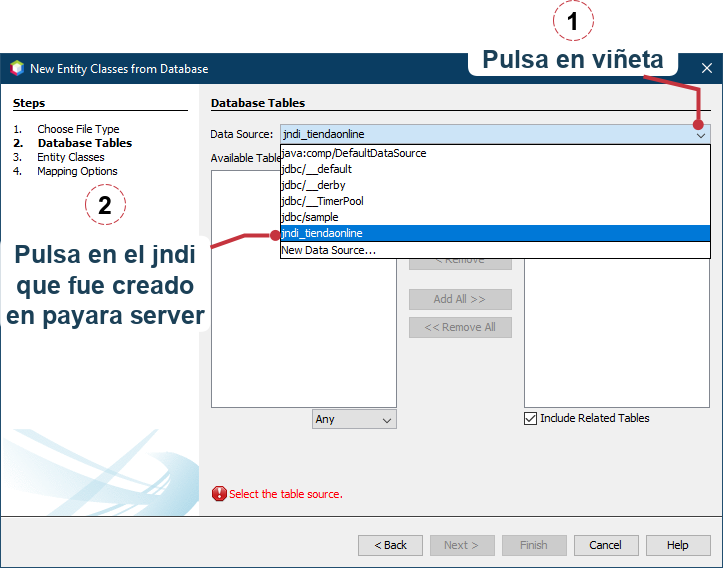 1
Pulsa en viñeta
New Entity Classes from Database
Steps
1. Choose File Type
2. Database Tables
3. Entity Classes
4. Mapping Options
2
Pulsa en el jndi
que fue creado
en payara server
Database Tables
Data Source: jndi_tiendaonline
java:comp/DefaultDataSource
jdbc/__default
jdbc/__derby
jdbc/__TimerPool
jdbc/sample
jndi_tiendaonline
New Data Source...
Available
< Remove
Add All >>
<< Remove All
Any
Include Related Tables
Select the table source.
< Back
Next >
Finish
Cancel
Help